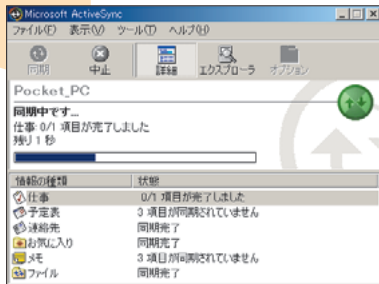 Microsoft ActiveSync
ファイル(F) 表示(V) ツール(T) ヘルプ(H)
同期 中止 詳細 エクスプローラ オプション
Pocket_PC
同期中です...
仕事: 0/1 項目が完了しました
残り 1 秒
情報の種類 状態
仕事 0/1 項目が完了しました
予定表 3 項目が同期されていません
連絡先 同期完了
お気に入り 同期完了
メモ 3 項目が同期されていません
ファイル 同期完了